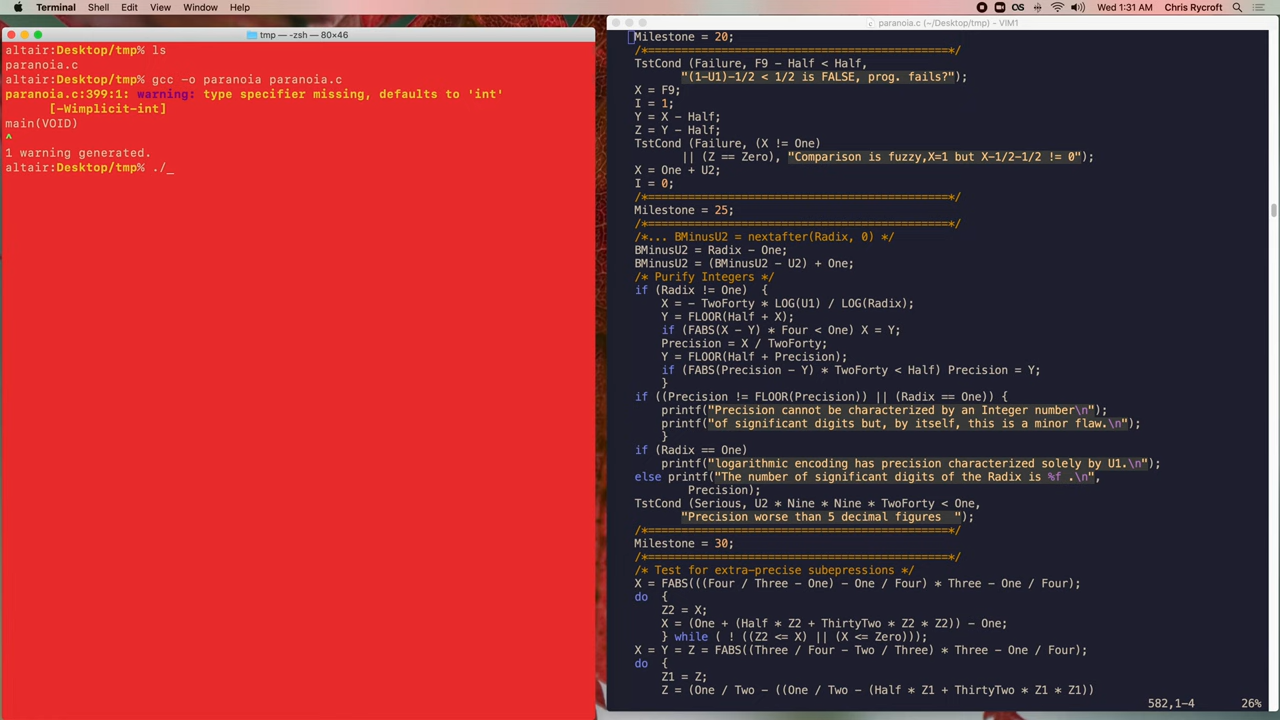 Terminal Shell Edit View Window Help
Wed 1:31 AM Chris Rycroft
tmp — -zsh — 80×46
altair:Desktop/tmp% ls
paranoia.c
altair:Desktop/tmp% gcc -o paranoia paranoia.c
paranoia.c:399:1: warning: type specifier missing, defaults to 'int'
[-Wimplicit-int]
main(VOID)
^
1 warning generated.
altair:Desktop/tmp% ./_
paranoia.c (~/Desktop/tmp) - VIM1
Milestone = 20;
/*=============================================*/
TstCond (Failure, F9 - Half < Half,
"(1-U1)-1/2 < 1/2 is FALSE, prog. fails?");
X = F9;
I = 1;
Y = X - Half;
Z = Y - Half;
TstCond (Failure, (X != One)
|| (Z == Zero), "Comparison is fuzzy,X=1 but X-1/2-1/2 != 0");
X = One + U2;
I = 0;
/*=============================================*/
Milestone = 25;
/*=============================================*/
/*... BMinusU2 = nextafter(Radix, 0) */
BMinusU2 = Radix - One;
BMinusU2 = (BMinusU2 - U2) + One;
/* Purify Integers */
if (Radix != One)  {
X = - TwoForty * LOG(U1) / LOG(Radix);
Y = FLOOR(Half + X);
if (FABS(X - Y) * Four < One) X = Y;
Precision = X / TwoForty;
Y = FLOOR(Half + Precision);
if (FABS(Precision - Y) * TwoForty < Half) Precision = Y;
}
if ((Precision != FLOOR(Precision)) || (Radix == One)) {
printf("Precision cannot be characterized by an Integer number\n");
printf("of significant digits but, by itself, this is a minor flaw.\n");
}
if (Radix == One)
printf("logarithmic encoding has precision characterized solely by U1.\n");
else printf("The number of significant digits of the Radix is %f .\n",
Precision);
TstCond (Serious, U2 * Nine * Nine * TwoForty < One,
"Precision worse than 5 decimal figures  ");
/*=============================================*/
Milestone = 30;
/*=============================================*/
/* Test for extra-precise subepressions */
X = FABS(((Four / Three - One) - One / Four) * Three - One / Four);
do  {
Z2 = X;
X = (One + (Half * Z2 + ThirtyTwo * Z2 * Z2)) - One;
} while ( ! ((Z2 <= X) || (X <= Zero)));
X = Y = Z = FABS((Three / Four - Two / Three) * Three - One / Four);
do  {
Z1 = Z;
Z = (One / Two - ((One / Two - (Half * Z1 + ThirtyTwo * Z1 * Z1))
582,1-4 26%